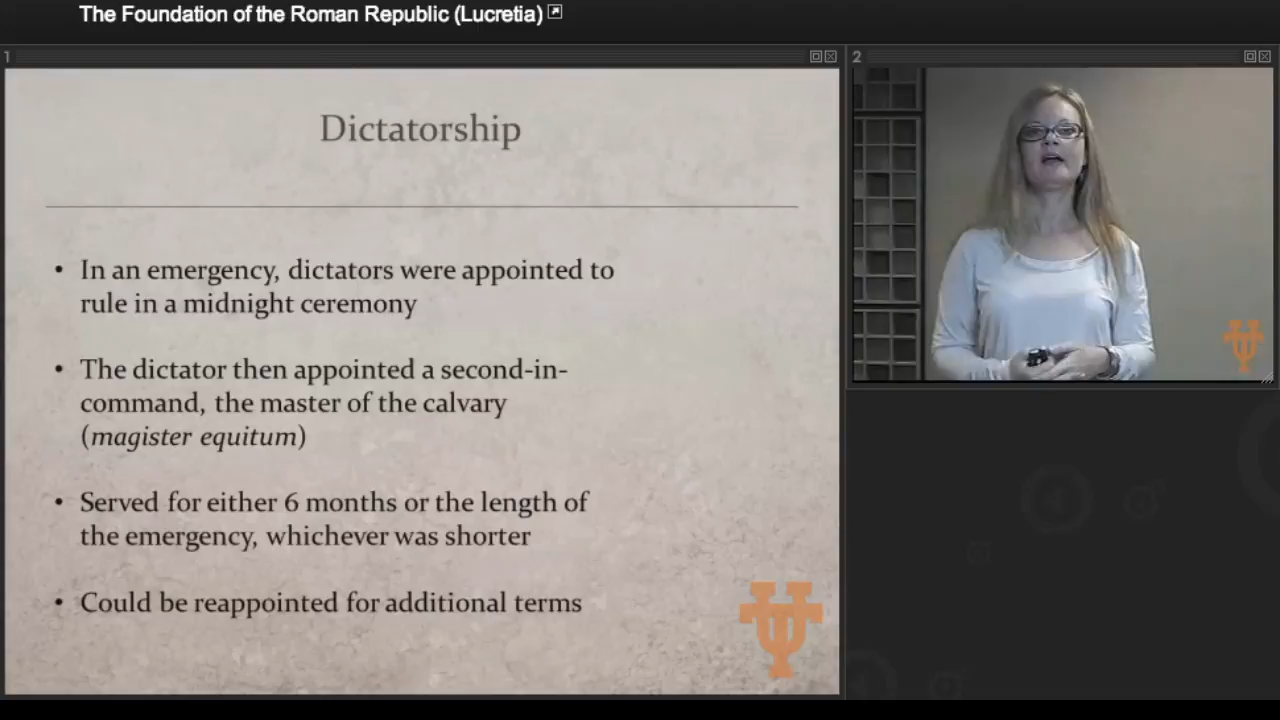 The Foundation of the Roman Republic (Lucretia)
1
2
Dictatorship
• In an emergency, dictators were appointed to
rule in a midnight ceremony
• The dictator then appointed a second-in-
command, the master of the calvary
(magister equitum)
• Served for either 6 months or the length of
the emergency, whichever was shorter
• Could be reappointed for additional terms
UT
UT